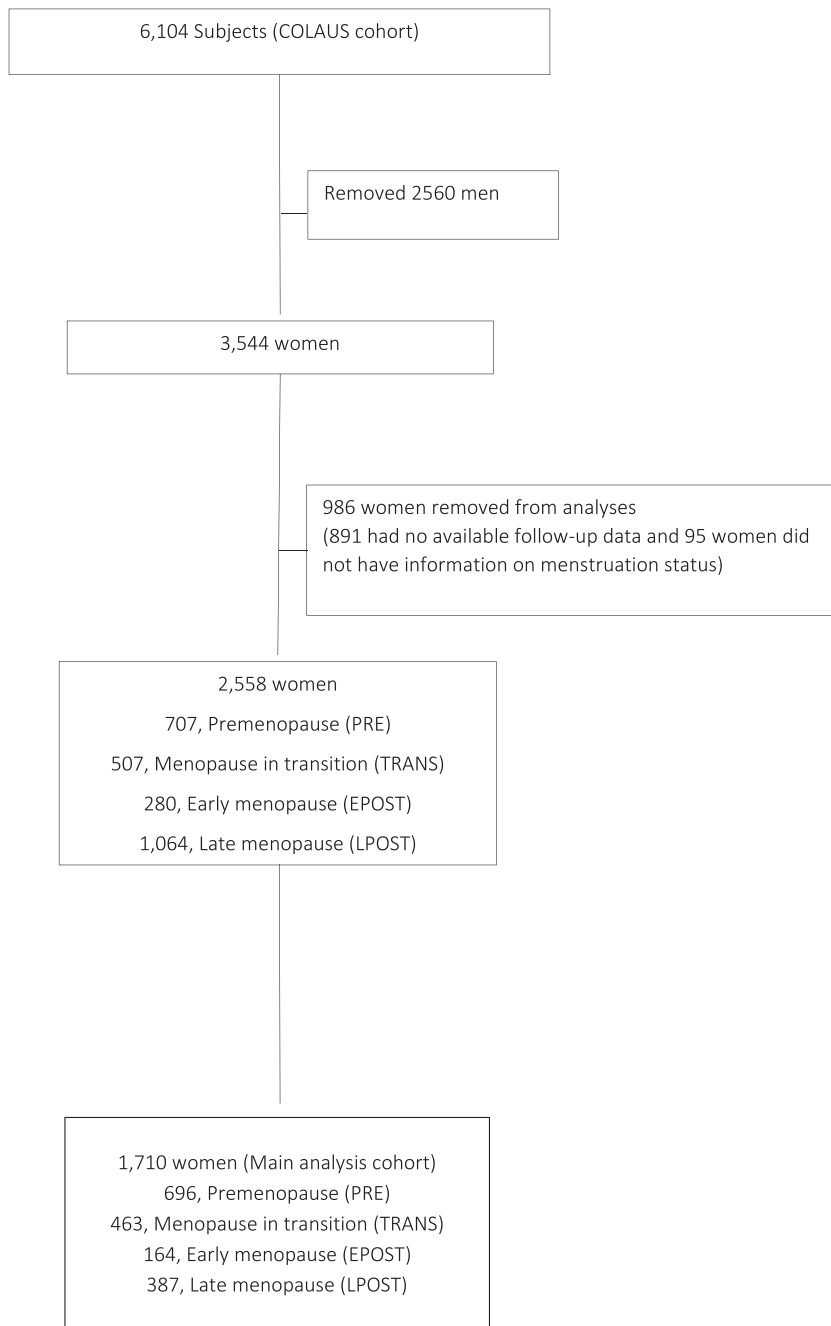 6,104 Subjects (COLAUS cohort)
Removed 2560 men
3,544 women
986 women removed from analyses
(891 had no available follow-up data and 95 women did
not have information on menstruation status)
2,558 women
707, Premenopause (PRE)
507, Menopause in transition (TRANS)
280, Early menopause (EPOST)
1,064, Late menopause (LPOST)
1,710 women (Main analysis cohort)
696, Premenopause (PRE)
463, Menopause in transition (TRANS)
164, Early menopause (EPOST)
387, Late menopause (LPOST)